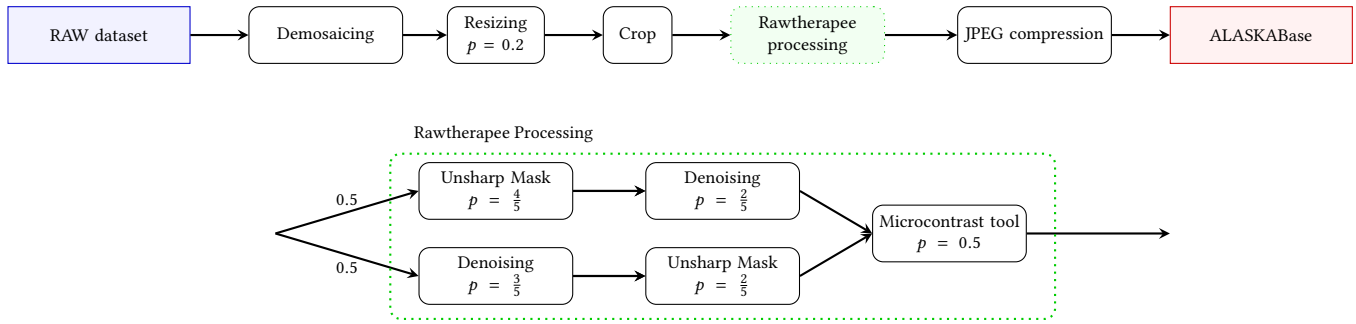 RAW dataset
Demosaicing
Resizing
p = 0.2
Crop
Rawtherapee
processing
JPEG compression
ALASKABase
Rawtherapee Processing
0.5
Unsharp Mask
p = 4/5
Denoising
p = 2/5
Microcontrast tool
p = 0.5
0.5
Denoising
p = 3/5
Unsharp Mask
p = 2/5